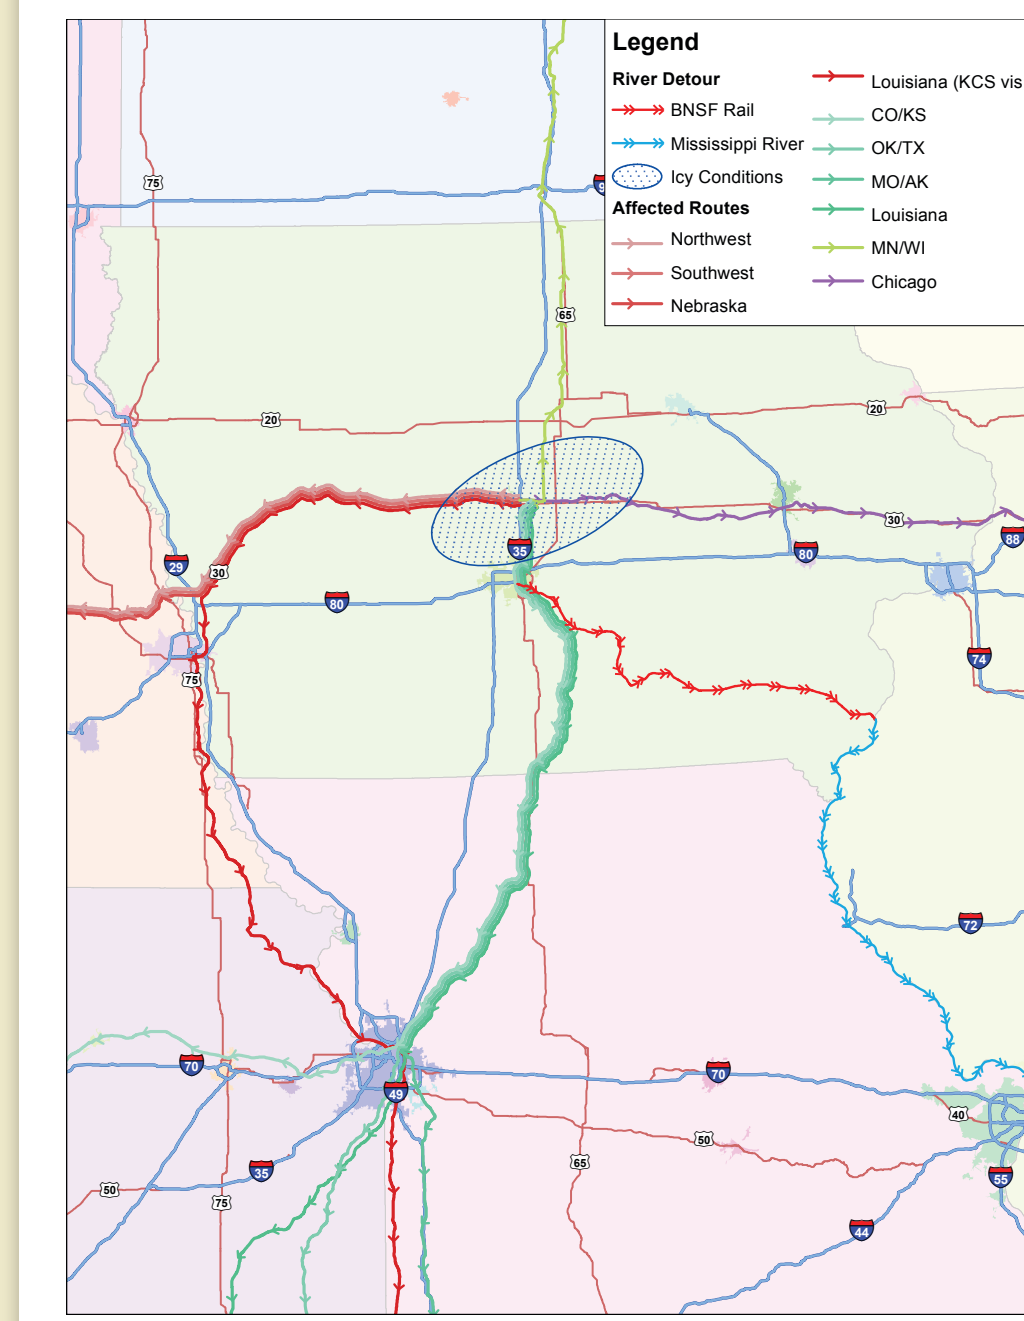 Legend
River Detour
BNSF Rail
Mississippi River
Icy Conditions
Affected Routes
Northwest
Southwest
Nebraska
Louisiana (KCS vis
CO/KS
OK/TX
MO/AK
Louisiana
MN/WI
Chicago
75
9
65
20
20
30
88
35
80
29
30
80
74
75
72
70
70
49
40
50
65
35
50
75
55
44